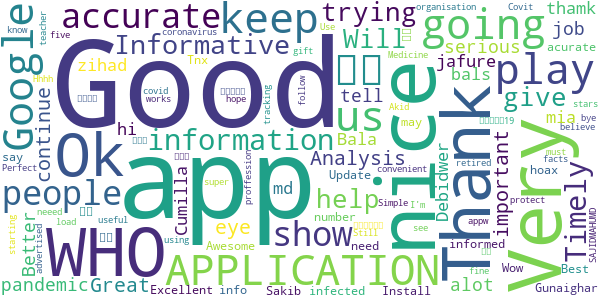 Good
app
WHO
Ok
nice
Thank
very
APPLICATION
Google
accurate
keep
trying
going
play
Informative
information
people
show
help
us
Will
serious
job
thamk
give
Timely
important
jafure
bals
tell
zihad
hi
continue
pandemic
Great
Better
Cumilla
eye
md
Analysis
Bala
Update
number
mia
alot
DebidWer
hoax
informed
Gunaighar
Best
Wow
fine
Excellent
info
Sakib
infected
Install
need
Awesome
may
Akid
Still
Simple
I'm
see
convenient
Medicine
Use
organisation
Covit
acurate
stars
bye
believe
facts
must
retired
protect
appw
SAJIDMAHUMD
teacher
know
five
say
Perfect
Hhhh
Tnx
coronavirus
gift
covid
works
hope
follow
tracking
super
proffession
using
useful
neeed
load
advertised
starting